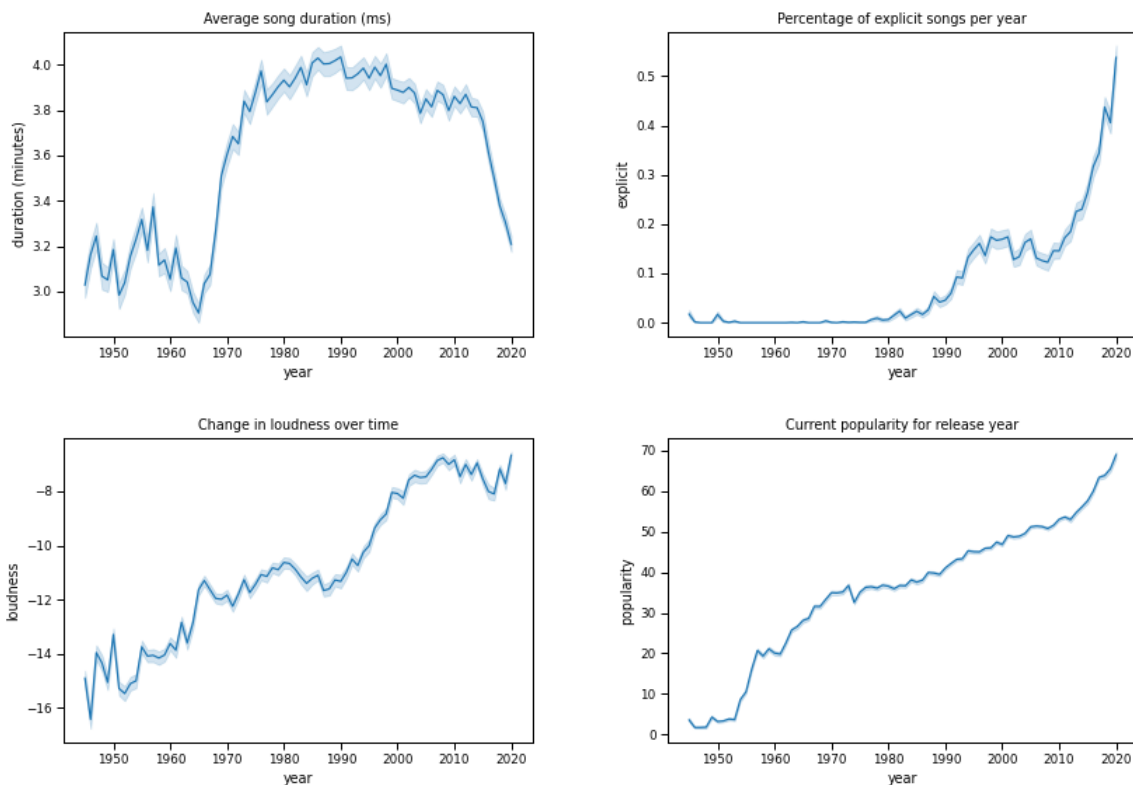 Average song duration (ms)
duration (minutes)
4.0
3.8
3.6
3.4
3.2
3.0
1950 1960 1970 1980 1990 2000 2010 2020
year
Percentage of explicit songs per year
explicit
0.5
0.4
0.3
0.2
0.1
0.0
1950 1960 1970 1980 1990 2000 2010 2020
year
Change in loudness over time
loudness
−8
−10
−12
−14
−16
1950 1960 1970 1980 1990 2000 2010 2020
year
Current popularity for release year
popularity
70
60
50
40
30
20
10
0
1950 1960 1970 1980 1990 2000 2010 2020
year